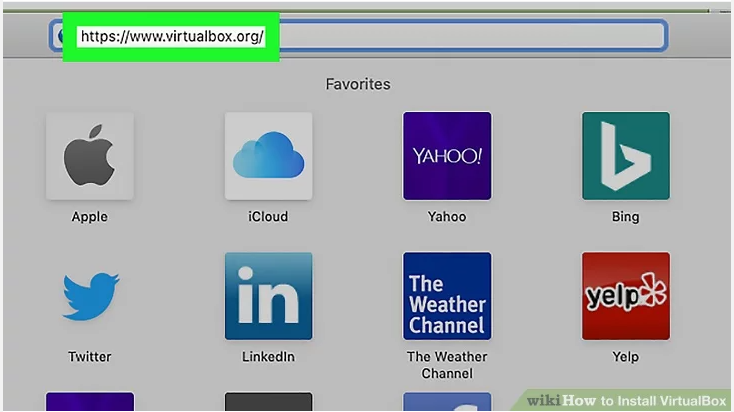 https://www.virtualbox.org/
Favorites
YAHOO!
Apple
iCloud
Yahoo
Bing
in
The
Weather
Channel
yelp
Twitter
LinkedIn
The Weather
Channel
Yelp
wikiHow to Install VirtualBox